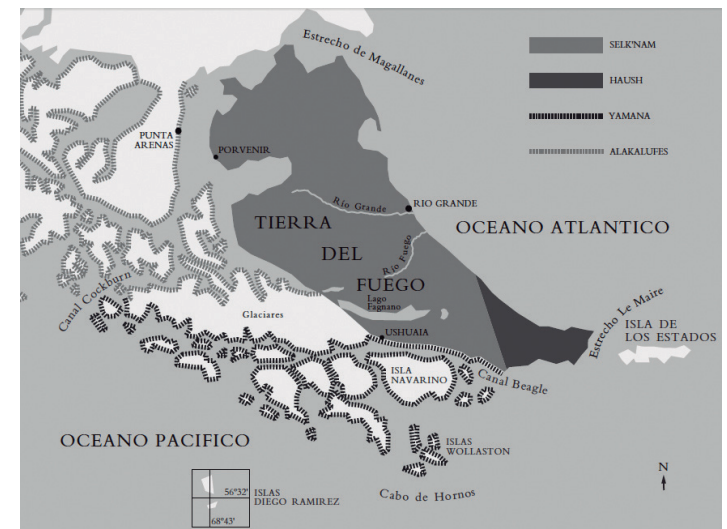 Estrecho de Magallanes
SELK'NAM
HAUSH
YAMANA
ALAKALUFES
PUNTA
ARENAS
PORVENIR
Río Grande
RIO GRANDE
TIERRA
DEL
FUEGO
OCEANO ATLANTICO
Río Fuego
Lago
Fagnano
Canal Cockburn
Glaciares
USHUAIA
Estrecho Le Maire
ISLA DE
LOS ESTADOS
ISLA
NAVARINO
Canal Beagle
OCEANO PACIFICO
ISLAS
WOLLASTON
N
56°32'
68°43'
ISLAS
DIEGO RAMIREZ
Cabo de Hornos